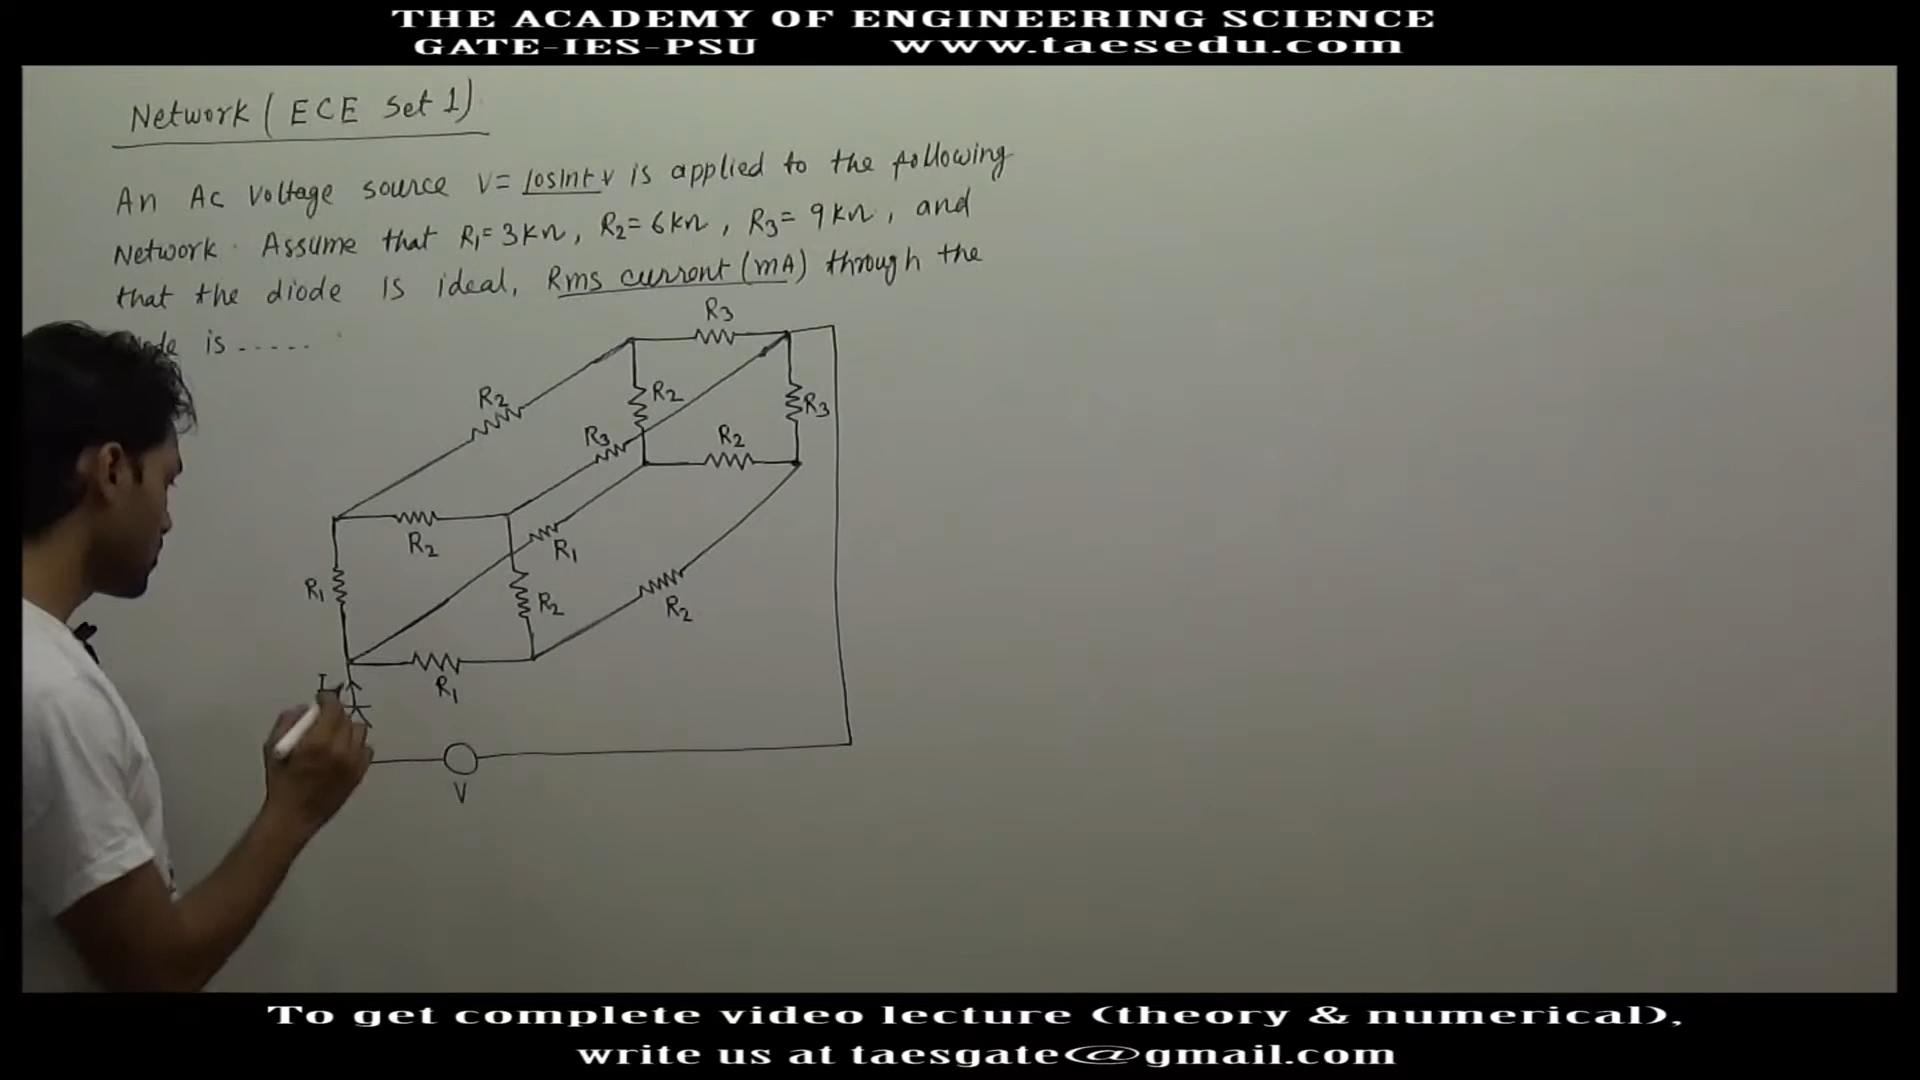 THE ACADEMY OF ENGINEERING SCIENCE
GATE-IES-PSU www.taesedu.com
Network (ECE Set 1)
An Ac voltage source V= 10sint V is applied to the following
Network. Assume that R1= 3KΩ, R2= 6KΩ, R3= 9KΩ, and
that the diode is ideal, Rms current (mA) through the
is .....
R3
R2
R2
R3
R3
R2
R2
R1
R1
R2
R2
R1
I
V
To get complete video lecture (theory & numerical),
write us at taesgate@gmail.com